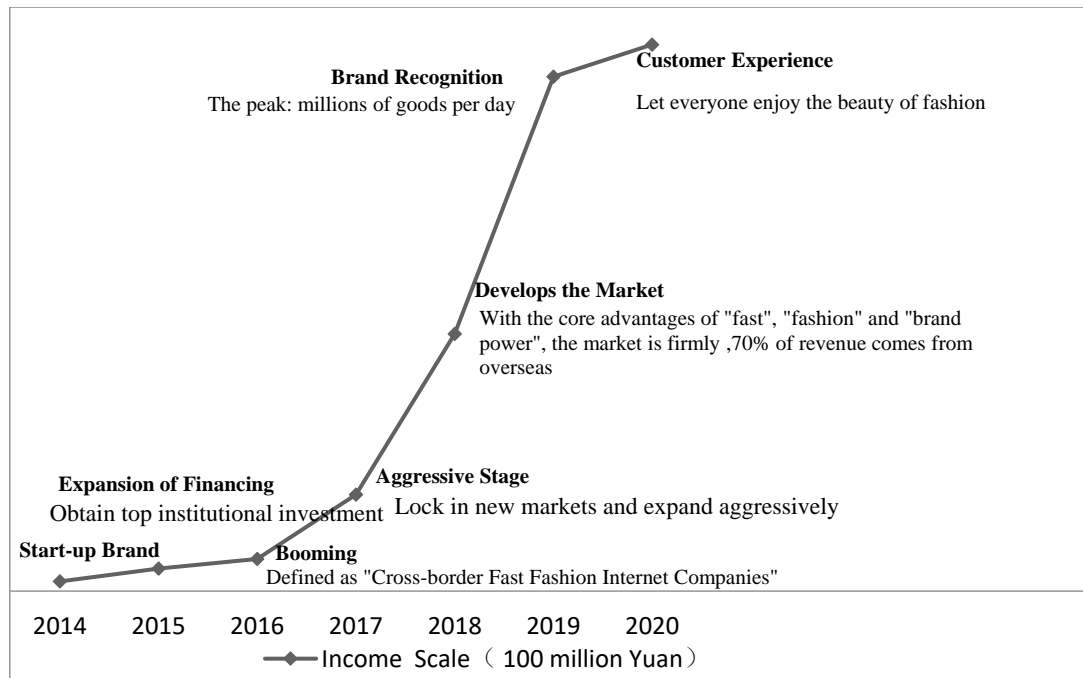 Customer Experience
Let everyone enjoy the beauty of fashion
Brand Recognition
The peak: millions of goods per day
Develops the Market
With the core advantages of "fast", "fashion" and "brand
power", the market is firmly ,70% of revenue comes from
overseas
Aggressive Stage
Lock in new markets and expand aggressively
Expansion of Financing
Obtain top institutional investment
Start-up Brand
Booming
Defined as "Cross-border Fast Fashion Internet Companies"
2014 2015 2016 2017 2018 2019 2020
Income Scale（ 100 million Yuan）